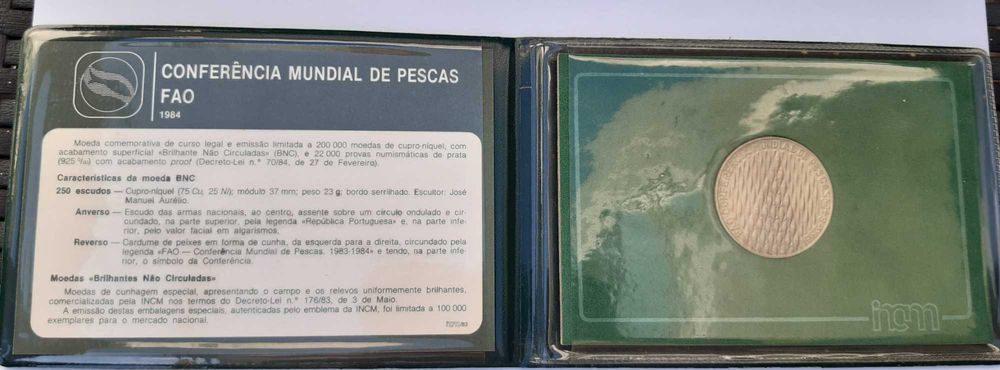 CONFERÊNCIA MUNDIAL DE PESCAS
FAO
1984
Moeda comemorativa de curso legal e emissão limitada a 200 000 moedas de cupro-níquel, com
acabamento superficial «Brilhante Não Circuladas» (BNC), e 22 000 provas numismáticas de prata
(925 ‰) com acabamento proof (Decreto-Lei n.° 70/84, de 27 de Fevereiro).
Características da moeda BNC
250 escudos — Cupro-níquel (75 Cu, 25 Ni); módulo 37 mm; peso 23 g; bordo serrilhado. Escultor: José
Manuel Aurélio.
Anverso — Escudo das armas nacionais, ao centro, assente sobre um círculo ondulado e cir-
cundado, na parte superior, pela legenda «República Portuguesa» e, na parte infe-
rior, pelo valor facial em algarismos.
Reverso — Cardume de peixes em forma de cunha, da esquerda para a direita, circundado pela
legenda «FAO — Conferência Mundial de Pescas. 1983-1984» e tendo, na parte infe-
rior, o símbolo da Conferência.
Moedas «Brilhantes Não Circuladas»
Moedas de cunhagem especial, apresentando o campo e os relevos uniformemente brilhantes,
comercializadas pela INCM nos termos do Decreto-Lei n.° 176/83, de 3 de Maio.
A emissão destas embalagens especiais, autenticadas pelo emblema da INCM, foi limitada a 100 000
exemplares para o mercado nacional.
incm